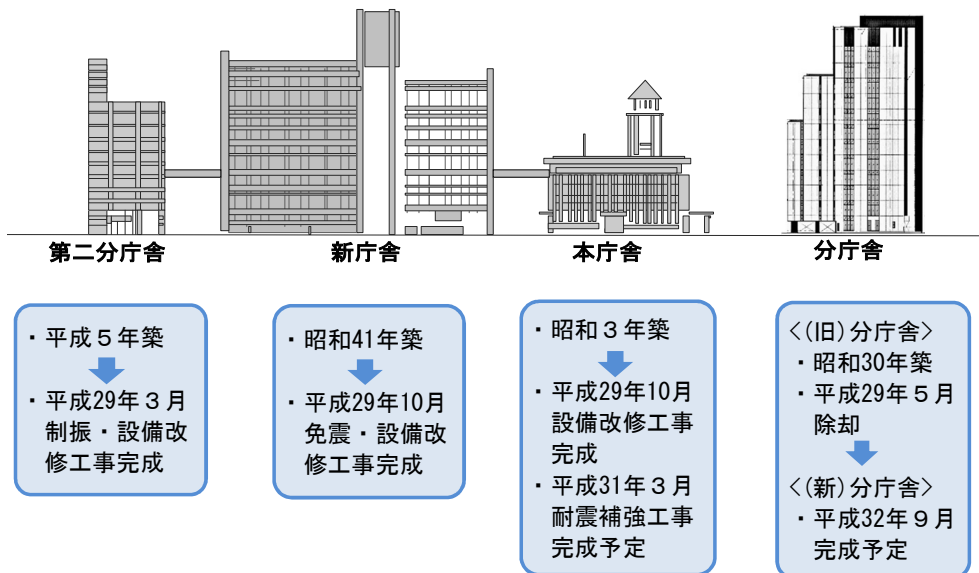 第二分庁舎
新庁舎
本庁舎
分庁舎
・平成５年築
・平成29年３月
制振・設備改
修工事完成
・昭和41年築
・平成29年10月
免震・設備改
修工事完成
・昭和３年築
・平成29年10月
設備改修工事
完成
・平成31年３月
耐震補強工事
完成予定
<(旧)分庁舎>
・昭和30年築
・平成29年５月
除却
<(新)分庁舎>
・平成32年９月
完成予定